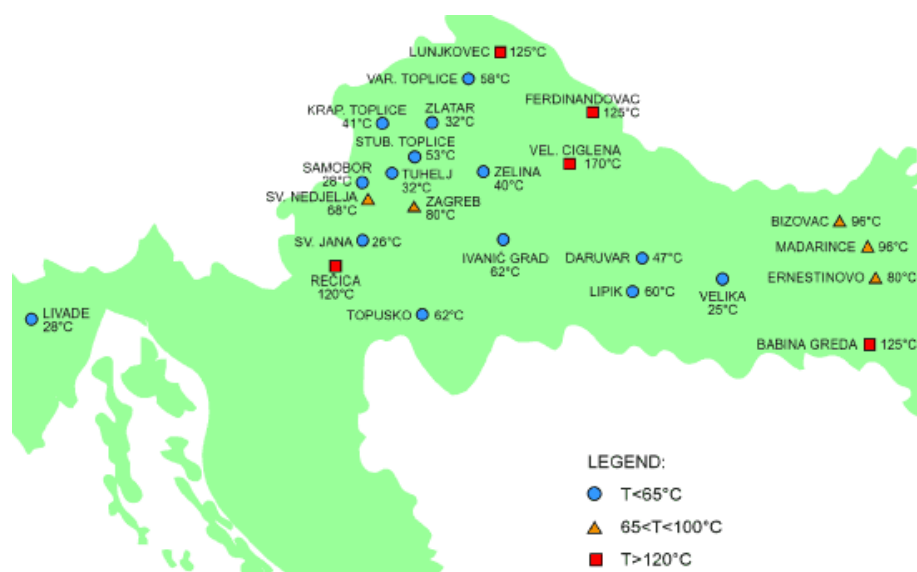 LUNJKOVEC 125°C
VAR. TOPLICE 58°C
FERDINANDOVAC
125°C
KRAP. TOPLICE
41°C
ZLATAR
32°C
STUB. TOPLICE
53°C
VEL. CIGLENA
170°C
SAMOBOR
28°C
TUHELJ
32°C
ZELINA
40°C
SV. NEDJELJA
68°C
ZAGREB
80°C
BIZOVAC 96°C
SV. JANA 26°C
IVANIĆ GRAD
62°C
DARUVAR 47°C
MADARINCE 96°C
REČICA
120°C
LIPIK 60°C
VELIKA
25°C
ERNESTINOVO 80°C
LIVADE
28°C
TOPUSKO 62°C
BABINA GREDA 125°C
LEGEND:
T<65°C
65<T<100°C
T>120°C